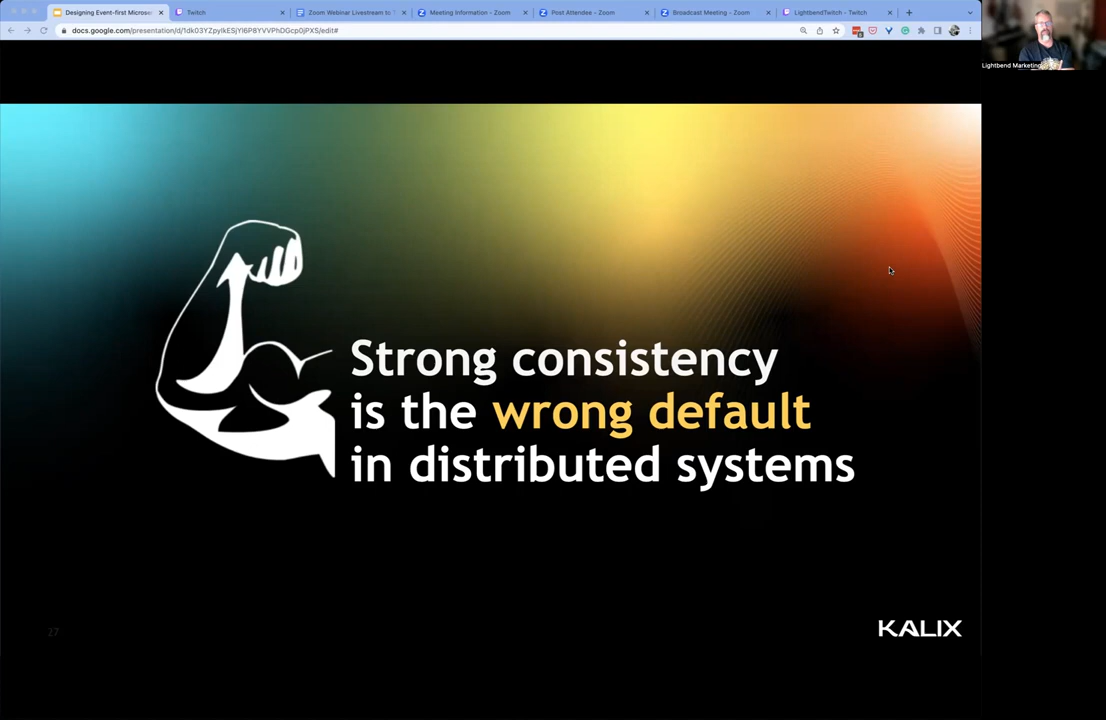 Designing Event-first Microse
Twitch
Zoom Webinar Livestream to
Meeting Information - Zoom
Post Attendee - Zoom
Broadcast Meeting - Zoom
LightbendTwitch - Twitch
Lightbend Marketing
Strong consistency
is the wrong default
in distributed systems
27
KALIX